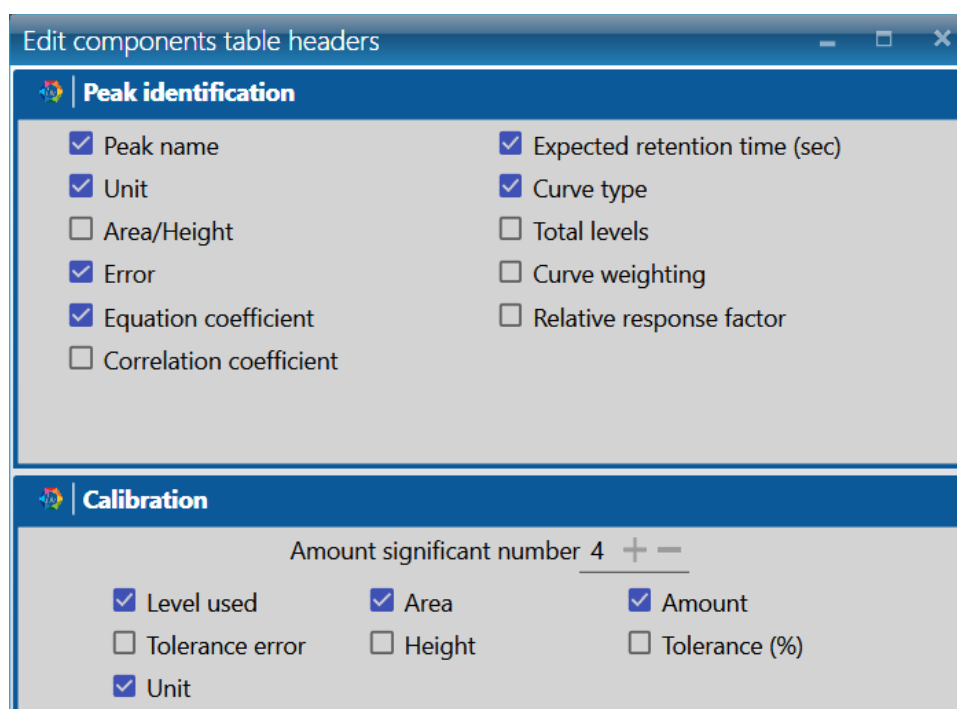 Edit components table headers
Peak identification
Peak name
Expected retention time (sec)
Unit
Curve type
Area/Height
Total levels
Error
Curve weighting
Equation coefficient
Relative response factor
Correlation coefficient
Calibration
Amount significant number 4
Level used
Area
Amount
Tolerance error
Height
Tolerance (%)
Unit